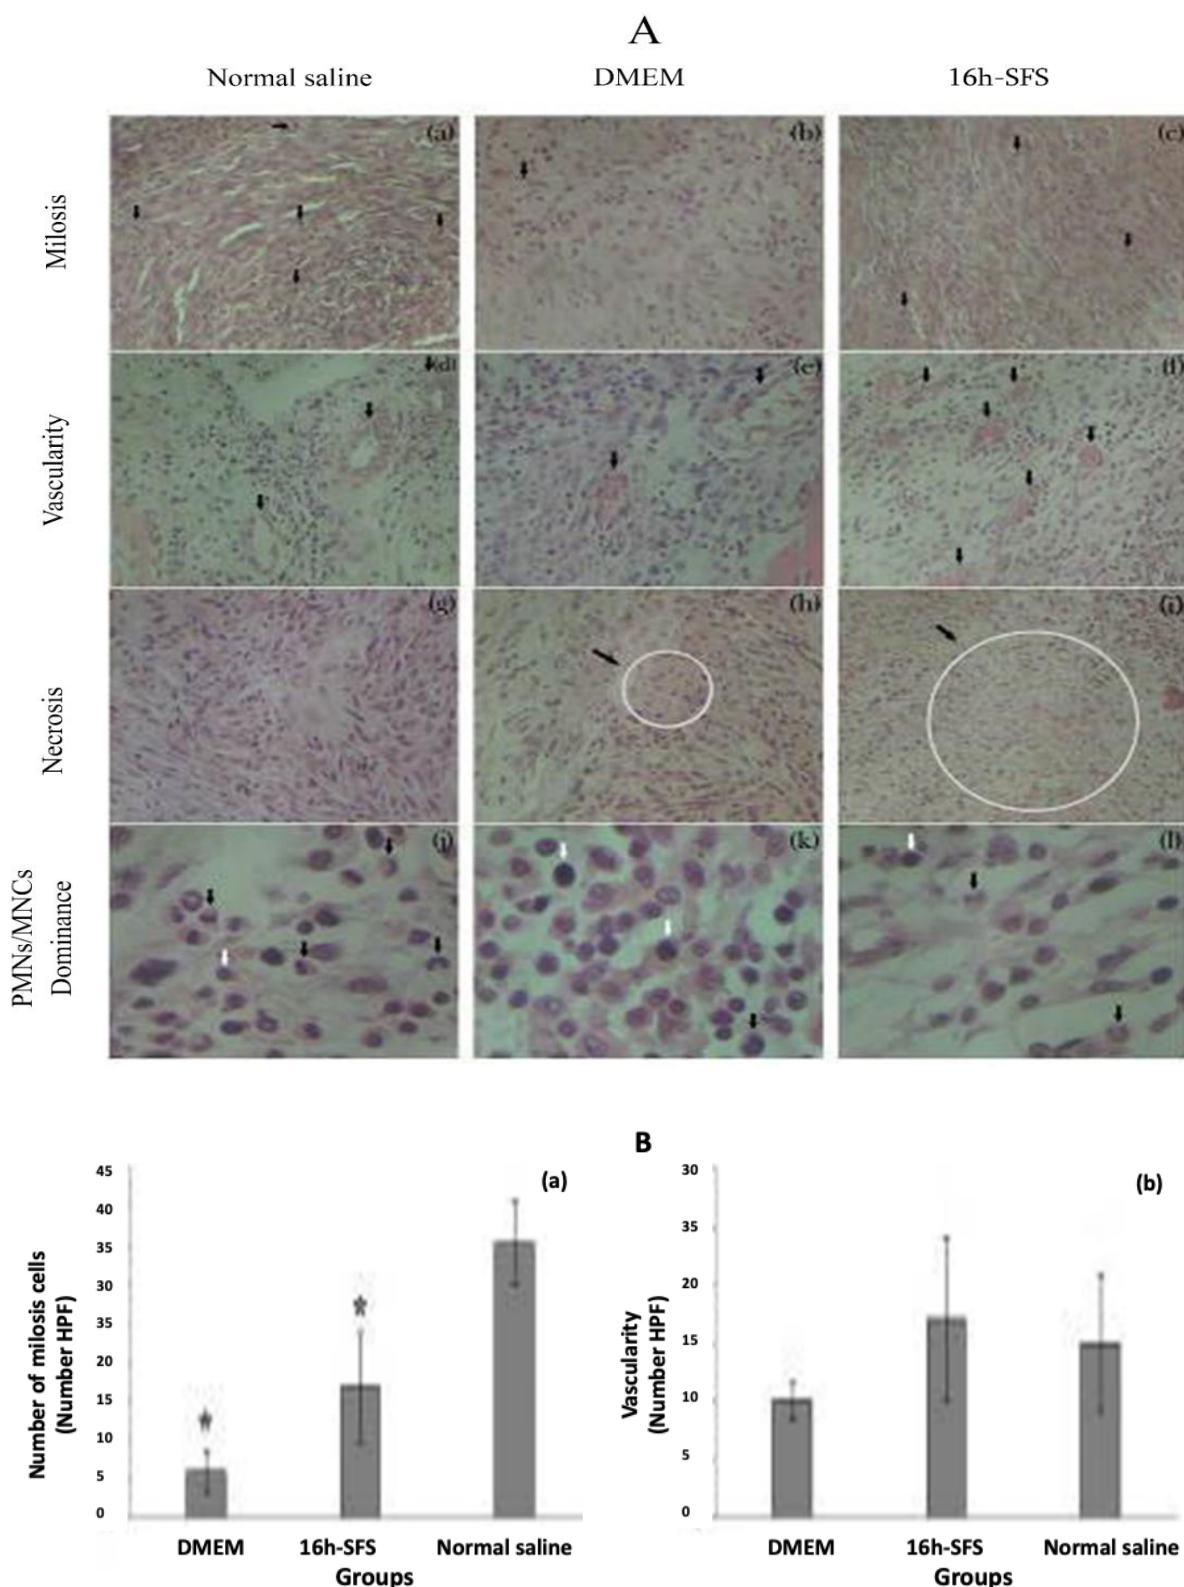 A
Normal saline DMEM 16h-SFS
Milosis
(a) (b) (c)
Vascularity
(d) (e) (f)
Necrosis
(g) (h) (i)
PMNs/MNCs
Dominance
(j) (k) (l)
B
(a)
Number of milosis cells
(Number HPF)
45
40
35
30
35
20
15
10
5
0
DMEM 16h-SFS Normal saline
Groups
(b)
Vascularity
(Number HPF)
30
35
20
15
10
5
0
DMEM 16h-SFS Normal saline
Groups